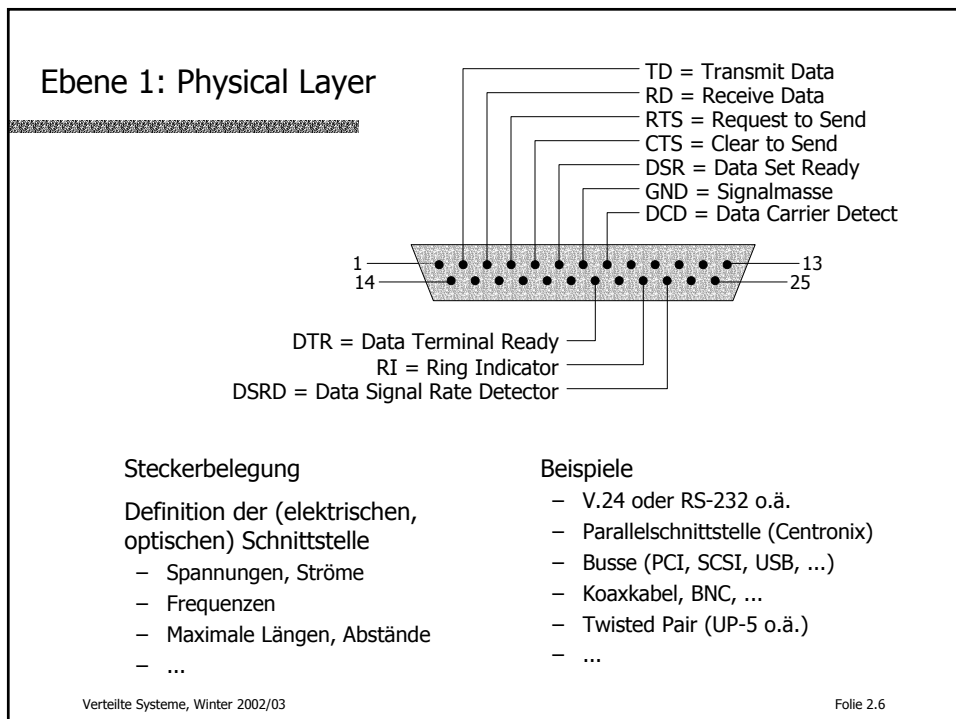 Ebene 1: Physical Layer
TD = Transmit Data
RD = Receive Data
RTS = Request to Send
CTS = Clear to Send
DSR = Data Set Ready
GND = Signalmasse
DCD = Data Carrier Detect
1
13
14
25
DTR = Data Terminal Ready
RI = Ring Indicator
DSRD = Data Signal Rate Detector
Steckerbelegung
Definition der (elektrischen,
optischen) Schnittstelle
– Spannungen, Ströme
– Frequenzen
– Maximale Längen, Abstände
– ...
Beispiele
– V.24 oder RS-232 o.ä.
– Parallelschnittstelle (Centronix)
– Busse (PCI, SCSI, USB, ...)
– Koaxkabel, BNC, ...
– Twisted Pair (UP-5 o.ä.)
– ...
Verteilte Systeme, Winter 2002/03
Folie 2.6